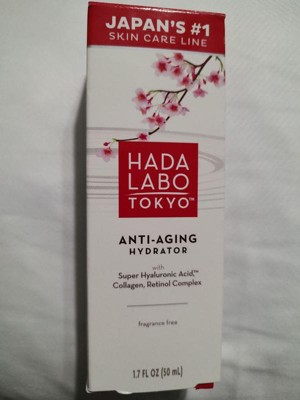 JAPAN'S #1
SKIN CARE LINE
HADA
LABO
TOKYO™
ANTI-AGING
HYDRATOR
with
Super Hyaluronic Acid,™
Collagen, Retinol Complex
fragrance free
1.7 FL OZ (50 mL)